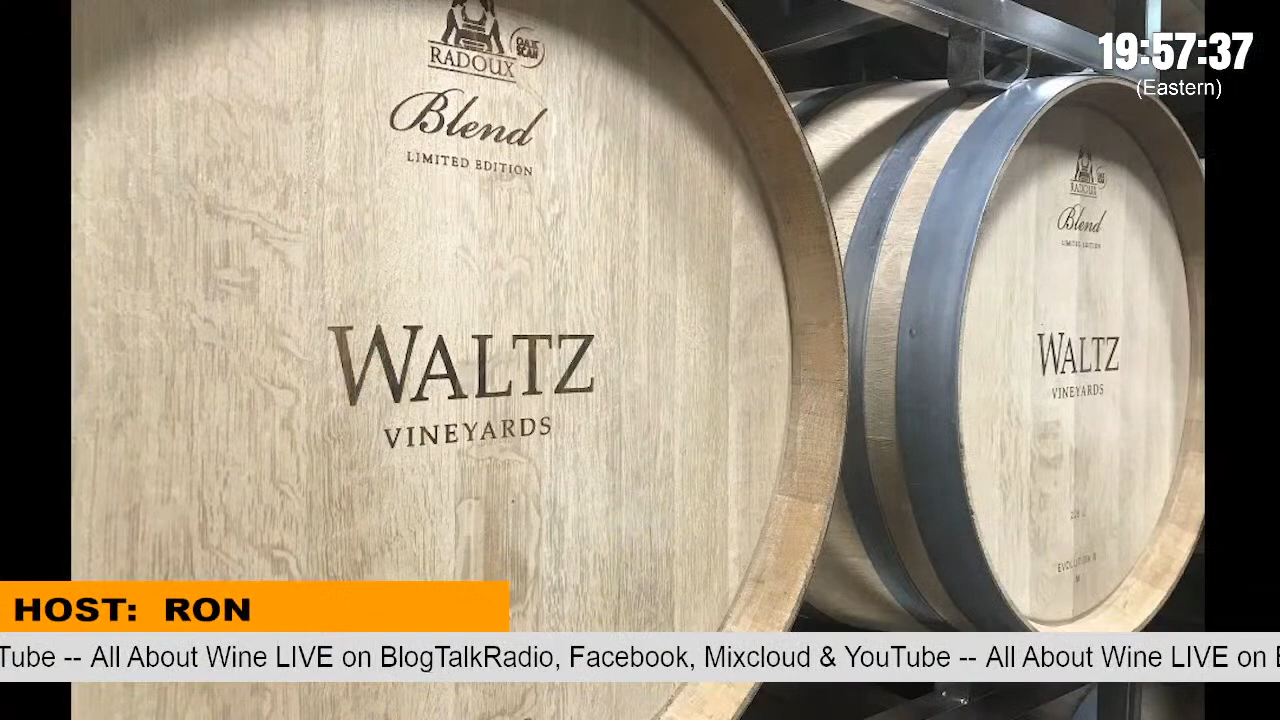 RADOUX
OAK
SCAN
Blend
LIMITED EDITION
WALTZ
VINEYARDS
19:57:37
(Eastern)
RADOUX
Blend
LIMITED EDITION
WALTZ
VINEYARDS
EVOLUTION
HOST: RON
Tube -- All About Wine LIVE on BlogTalkRadio, Facebook, Mixcloud & YouTube -- All About Wine LIVE on